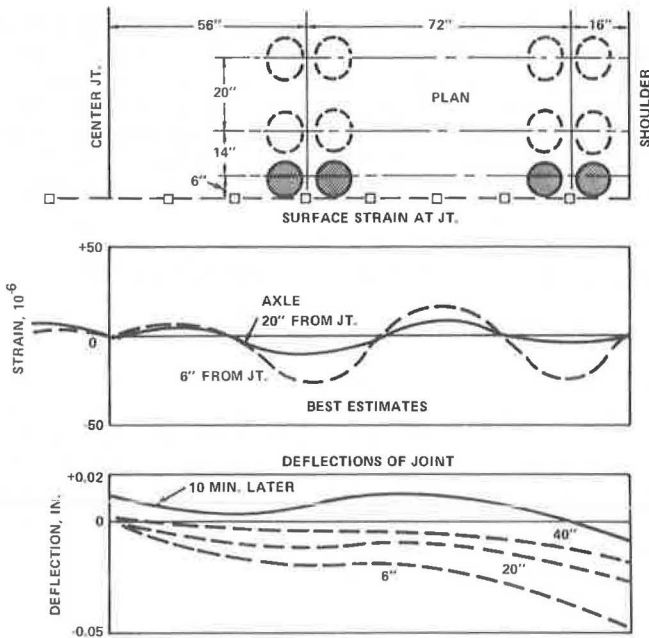 56" 72" 16"
CENTER JT.
20"
PLAN
SHOULDER
14"
6"
SURFACE STRAIN AT JT.
+50
STRAIN, 10-6
AXLE
20" FROM JT.
0
6" FROM JT.
BEST ESTIMATES
-50
DEFLECTIONS OF JOINT
+0.02
10 MIN. LATER
DEFLECTION, IN.
0
40"
20"
6"
-0.05